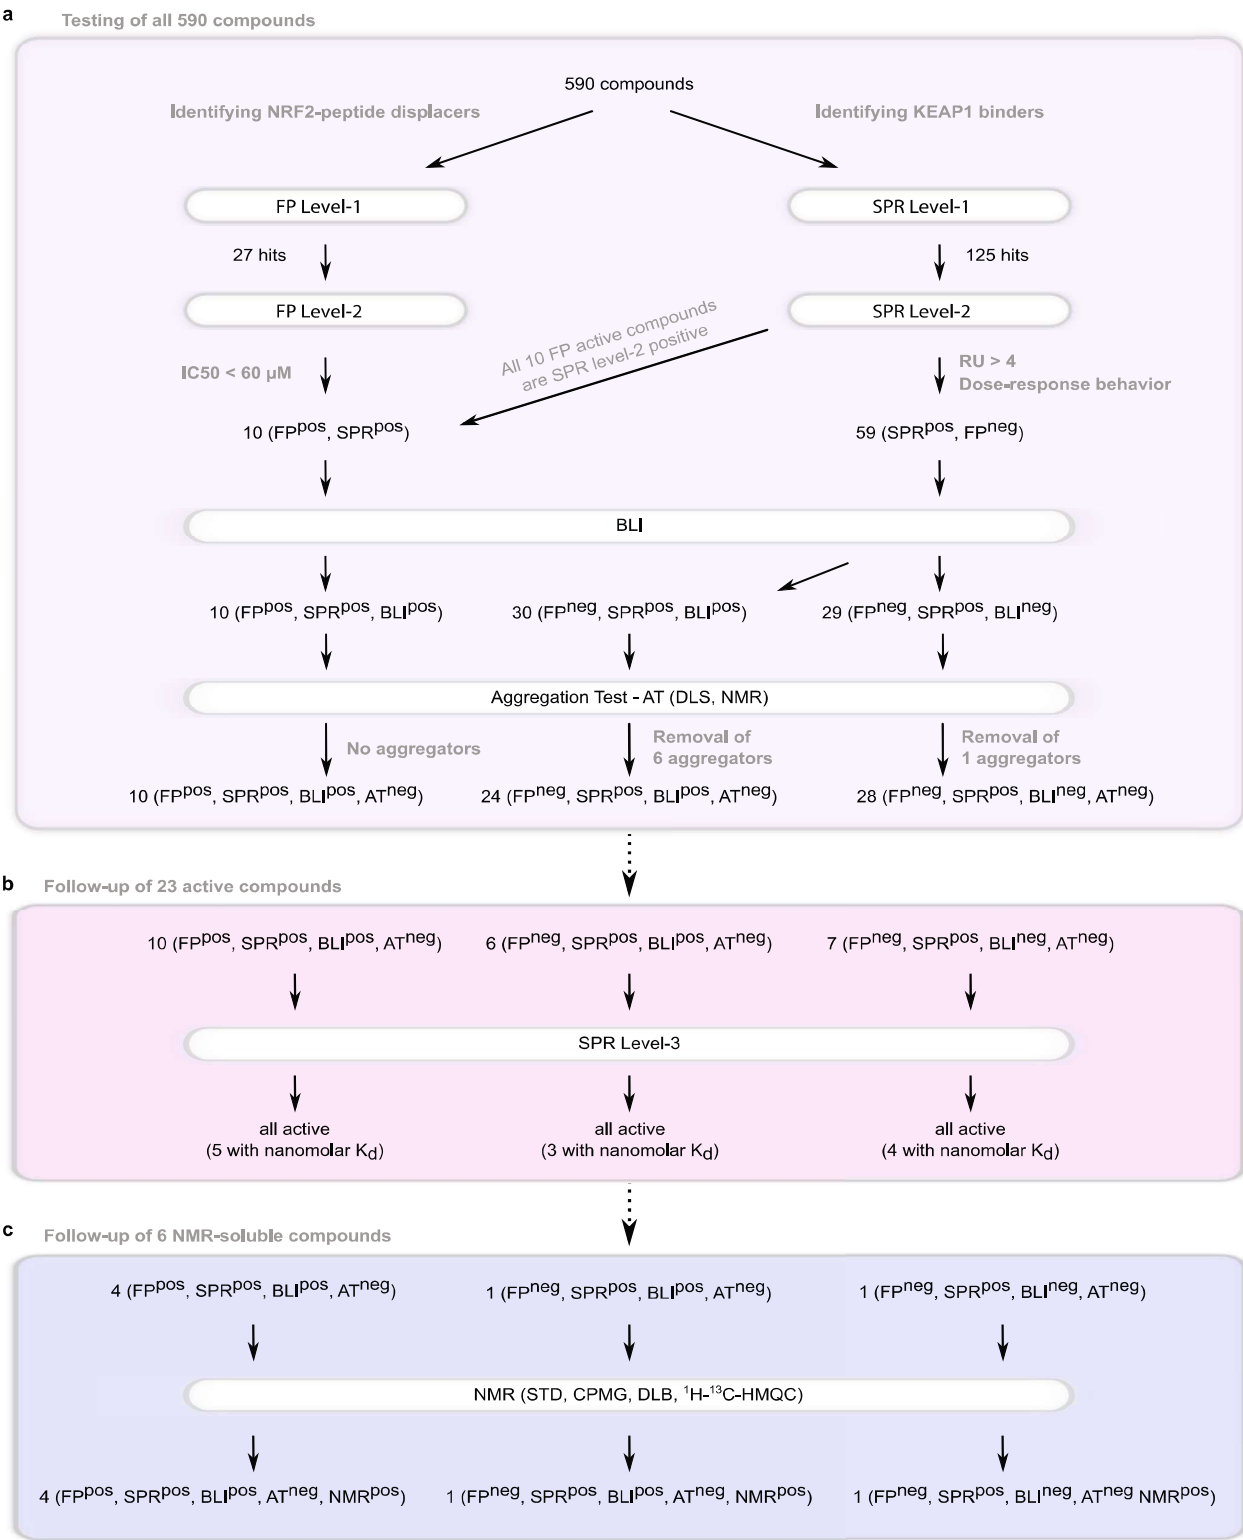 a
Testing of all 590 compounds
590 compounds
Identifying NRF2-peptide displacers
Identifying KEAP1 binders
FP Level-1
SPR Level-1
27 hits
125 hits
FP Level-2
SPR Level-2
All 10 FP active compounds
are SPR level-2 positive
IC50 < 60 µM
RU > 4
Dose-response behavior
10 (FPpos, SPRpos)
59 (SPRpos, FPneg)
BLI
10 (FPpos, SPRpos, BLIpos)
30 (FPneg, SPRpos, BLIpos)
29 (FPneg, SPRpos, BLIneg)
Aggregation Test - AT (DLS, NMR)
No aggregators
Removal of
6 aggregators
Removal of
1 aggregators
10 (FPpos, SPRpos, BLIpos, ATneg)
24 (FPneg, SPRpos, BLIpos, ATneg)
28 (FPneg, SPRpos, BLIneg, ATneg)
b
Follow-up of 23 active compounds
10 (FPpos, SPRpos, BLIpos, ATneg)
6 (FPneg, SPRpos, BLIpos, ATneg)
7 (FPneg, SPRpos, BLIneg, ATneg)
SPR Level-3
all active
(5 with nanomolar Kd)
all active
(3 with nanomolar Kd)
all active
(4 with nanomolar Kd)
c
Follow-up of 6 NMR-soluble compounds
4 (FPpos, SPRpos, BLIpos, ATneg)
1 (FPneg, SPRpos, BLIpos, ATneg)
1 (FPneg, SPRpos, BLIneg, ATneg)
NMR (STD, CPMG, DLB, ¹H-¹³C-HMQC)
4 (FPpos, SPRpos, BLIpos, ATneg, NMRpos)
1 (FPneg, SPRpos, BLIpos, ATneg, NMRpos)
1 (FPneg, SPRpos, BLIneg, ATneg NMRpos)